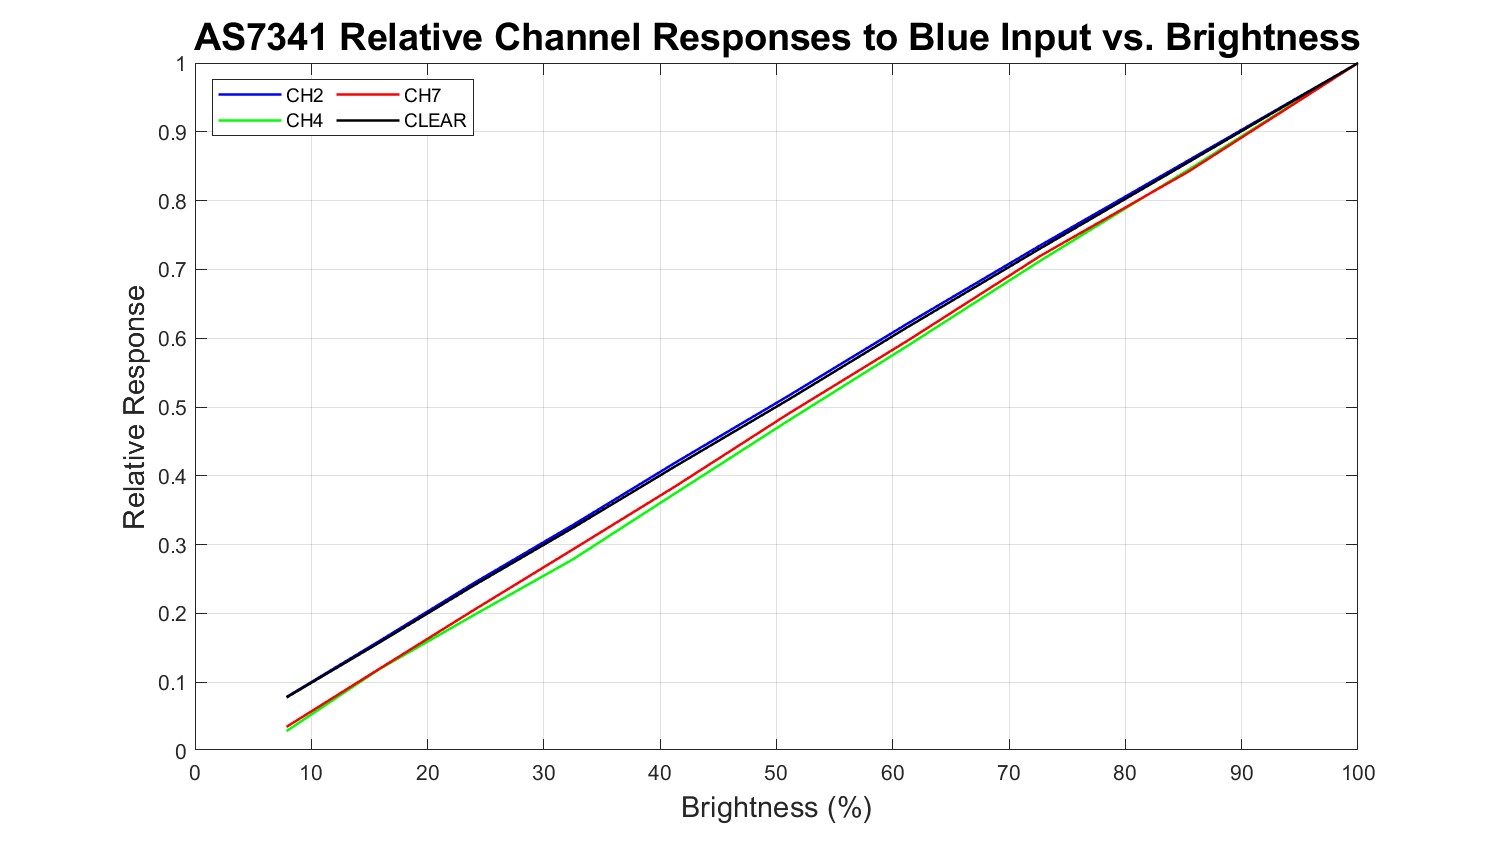 AS7341 Relative Channel Responses to Blue Input vs. Brightness
CH2 CH7
CH4 CLEAR
1
0.9
0.8
0.7
0.6
0.5
0.4
0.3
0.2
0.1
0
Relative Response
0 10 20 30 40 50 60 70 80 90 100
Brightness (%)